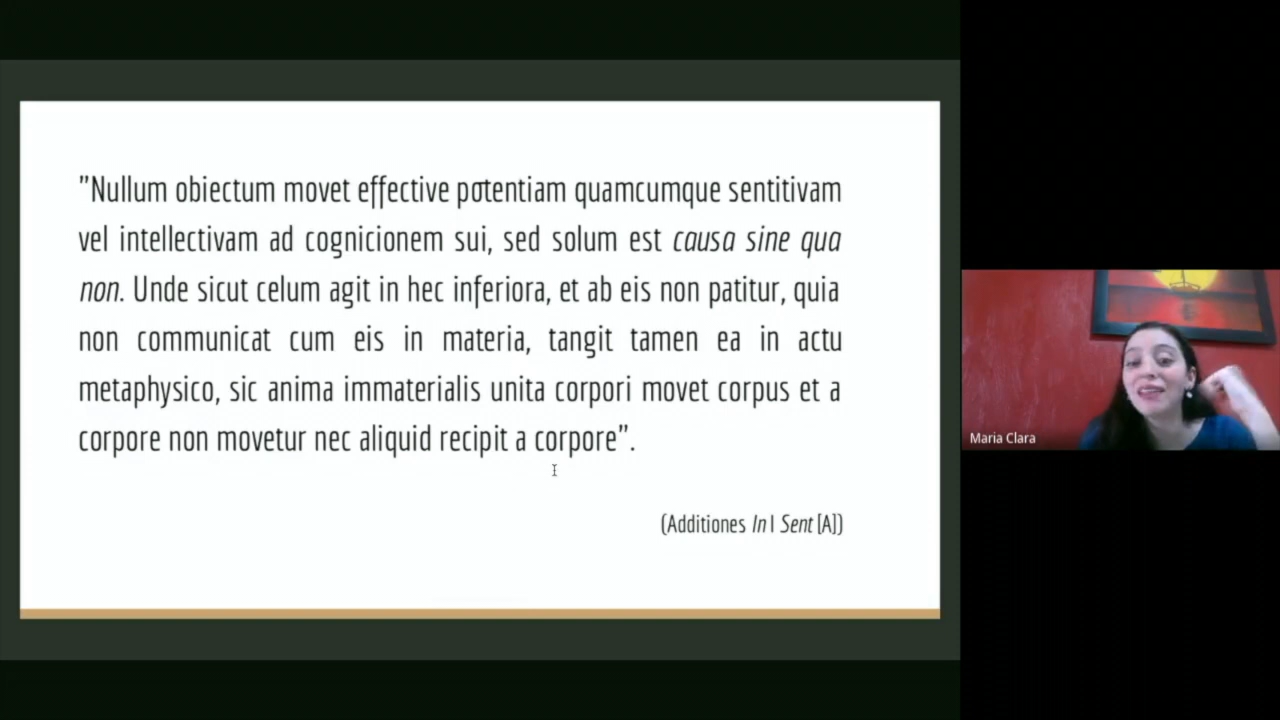 ”Nullum obiectum movet effective potentiam quamcumque sentitivam
vel intellectivam ad cognicionem sui, sed solum est causa sine qua
non. Unde sicut celum agit in hec inferiora, et ab eis non patitur, quia
non communicat cum eis in materia, tangit tamen ea in actu
metaphysico, sic anima immaterialis unita corpori movet corpus et a
corpore non movetur nec aliquid recipit a corpore”.
(Additiones In I Sent [A])
Maria Clara